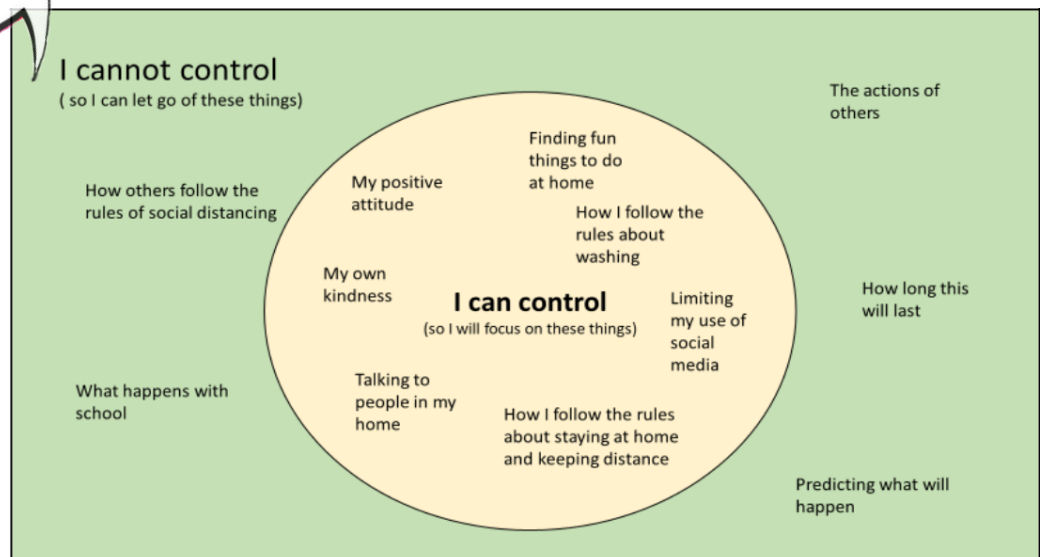 I cannot control
( so I can let go of these things)
The actions of
others
How others follow the
rules of social distancing
How long this
will last
What happens with
school
Predicting what will
happen
Finding fun
things to do
at home
My positive
attitude
How I follow the
rules about
washing
My own
kindness
I can control
(so I will focus on these things)
Limiting
my use of
social
media
Talking to
people in my
home
How I follow the rules
about staying at home
and keeping distance